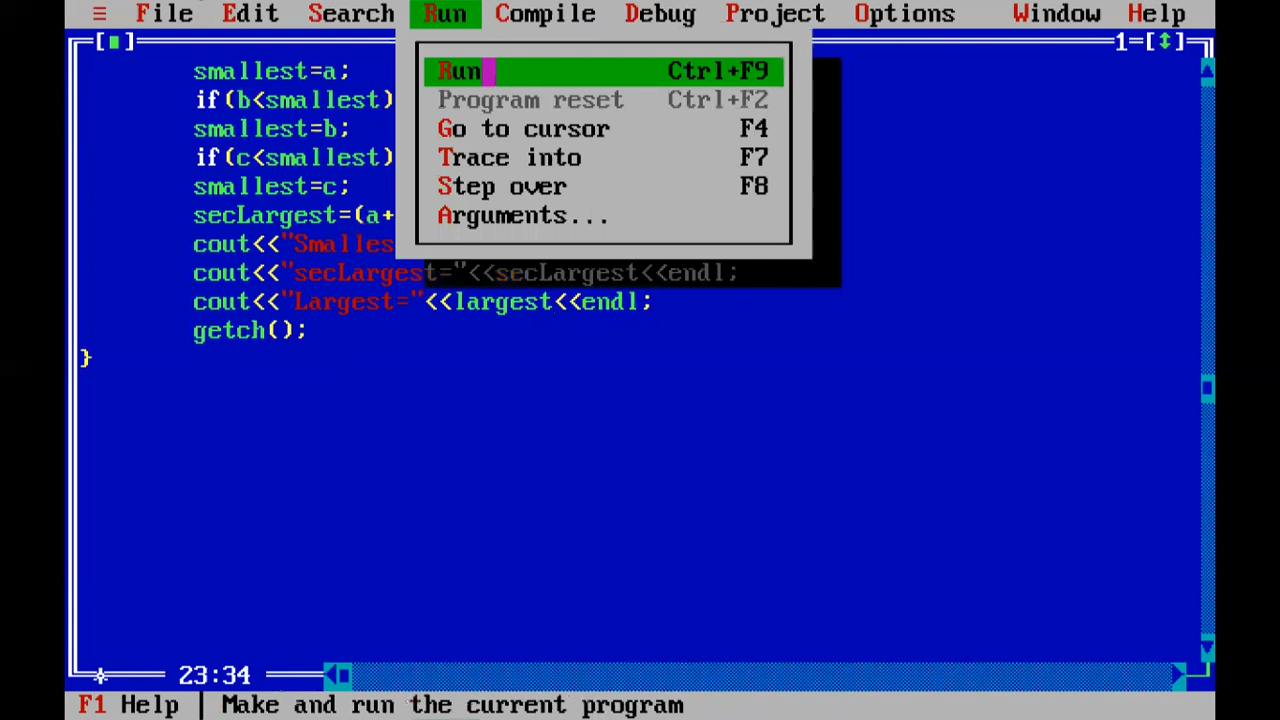 ≡ File Edit Search Run Compile Debug Project Options Window Help
[■] 1=[↕]
Run Ctrl+F9
Program reset Ctrl+F2
Go to cursor F4
Trace into F7
Step over F8
Arguments...
smallest=a;
if(b<smallest)
smallest=b;
if(c<smallest)
smallest=c;
secLargest=(a+
cout<<"Smalles
cout<<"secLargest="<<secLargest<<endl;
cout<<"Largest="<<largest<<endl;
getch();
}
23:34
F1 Help │ Make and run the current program